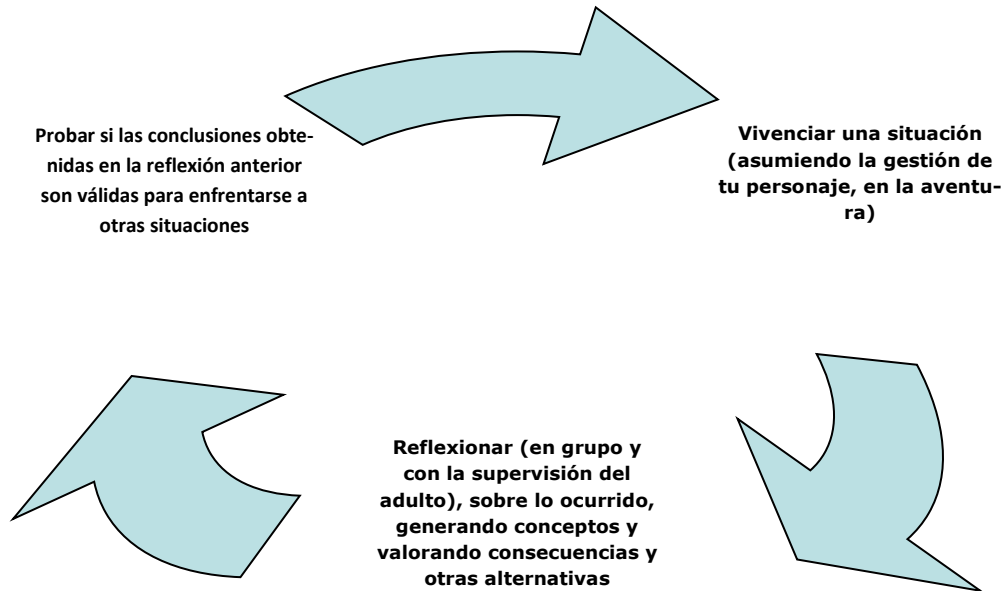 Probar si las conclusiones obte-
nidas en la reflexión anterior
son válidas para enfrentarse a
otras situaciones
Vivenciar una situación
(asumiendo la gestión de
tu personaje, en la aventu-
ra)
Reflexionar (en grupo y
con la supervisión del
adulto), sobre lo ocurrido,
generando conceptos y
valorando consecuencias y
otras alternativas